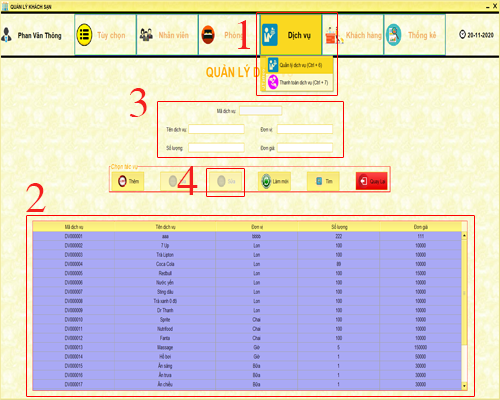 QUẢN LÝ KHÁCH SẠN
Phan Văn Thông
Tùy chọn
Nhân viên
Phòng
Dịch vụ
Khách hàng
Thống kê
20-11-2020
1
Quản lý dịch vụ (Ctrl + 6)
Thanh toán dịch vụ (Ctrl + 7)
QUẢN LÝ D
3
Mã dịch vụ:
Tên dịch vụ:
Đơn vị:
Số lượng:
Đơn giá:
Chọn tác vụ
4
Thêm
Sửa
Làm mới
Tìm
Quay Lại
2
Mã dịch vụ Tên dịch vụ Đơn vị Số lượng Đơn giá
DV000001 aaa bbbb 222 111
DV000002 7 Up Lon 100 10000
DV000003 Trà Lipton Lon 100 10000
DV000004 Coca Cola Lon 89 10000
DV000005 Redbull Lon 100 10000
DV000006 Nước yến Lon 100 10000
DV000007 Sting dâu Lon 100 10000
DV000008 Trà xanh 0 độ Lon 100 10000
DV000009 Dr Thanh Lon 100 10000
DV000010 Sprite Chai 100 10000
DV000011 Nutrifood Chai 100 10000
DV000012 Fanta Chai 100 10000
DV000013 Massage Giờ 5 150000
DV000014 Hồ bơi Giờ 1 50000
DV000015 Ăn sáng Bữa 1 30000
DV000016 Ăn trưa Bữa 1 30000
DV000017 Ăn chiều Bữa 1 30000